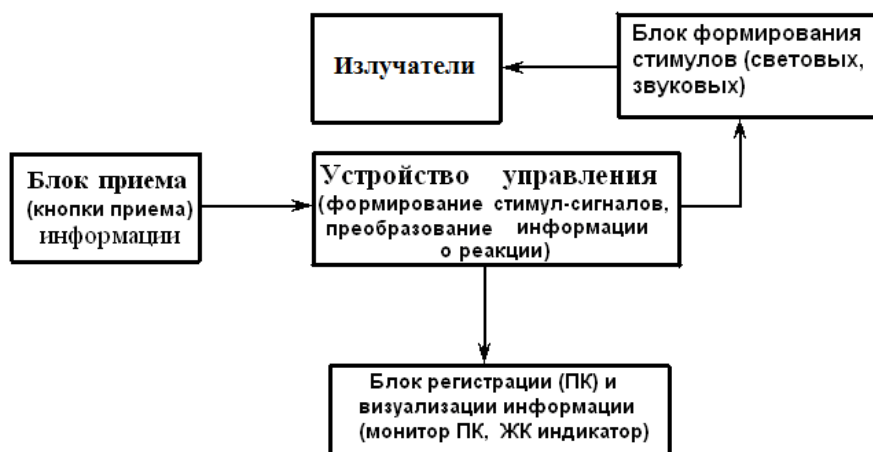 Излучатели
Блок формирования
стимулов (световых,
звуковых)
Блок приема
(кнопки приема)
информации
Устройство управления
(формирование стимул-сигналов,
преобразование информации
о реакции)
Блок регистрации (ПК) и
визуализации информации
(монитор ПК, ЖК индикатор)